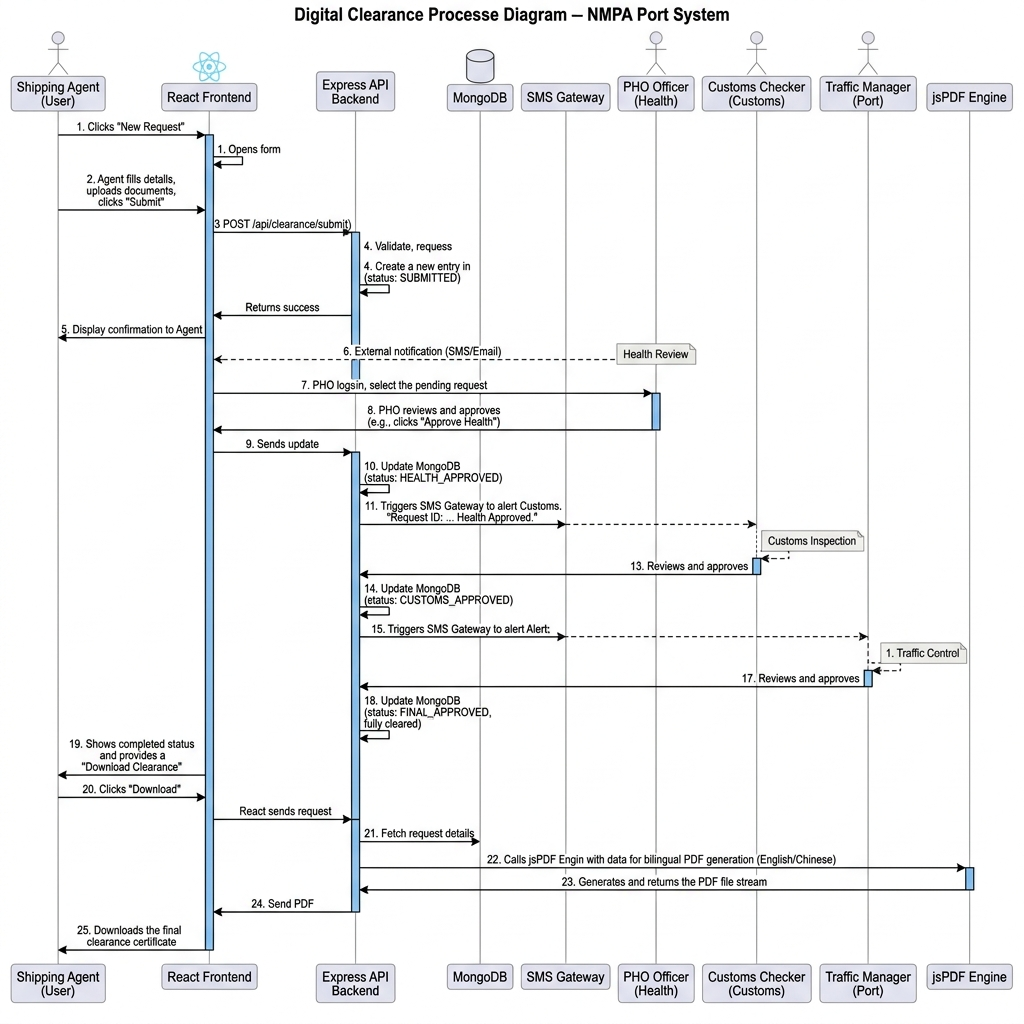 Digital Clearance Processe Diagram – NMPA Port System
Shipping Agent
(User)
React Frontend
Express API
Backend
MongoDB
SMS Gateway
PHO Officer
(Health)
Customs Checker
(Customs)
Traffic Manager
(Port)
jsPDF Engine
1. Clicks "New Request"
1. Opens form
2. Agent fills details,
uploads documents,
clicks "Submit"
3 POST /api/clearance/submit)
4. Validate, requess
4. Create a new entry in
(status: SUBMITTED)
Returns success
5. Display confirmation to Agent
6. External notification (SMS/Email)
Health Review
7. PHO logsin, select the pending request
8. PHO reviews and approves
(e.g., clicks "Approve Health")
9. Sends update
10. Update MongoDB
(status: HEALTH_APPROVED)
11. Triggers SMS Gateway to alert Customs.
"Request ID: ... Health Approved."
Customs Inspection
13. Reviews and approves
14. Update MongoDB
(etatus: CUSTOMS_APPROVED)
15. Triggers SMS Gateway to alert Alert:
1. Traffic Control
17. Reviews and approves
18. Update MongoDB
(status: FINAL_APPROVED,
fully cleared)
19. Shows completed status
and provides a
"Download Clearance"
20. Clicks "Download"
React sends request
21. Fetch request details
22. Calls jsPDF Engin with data for bilingual PDF generation (English/Chinese)
23. Generates and returns the PDF file stream
24. Send PDF
25. Downloads the final
clearance certificate
Shipping Agent
(User)
React Frontend
Express API
Backend
MongoDB
SMS Gateway
PHO Officer
(Health)
Customs Checker
(Customs)
Traffic Manager
(Port)
jsPDF Engine